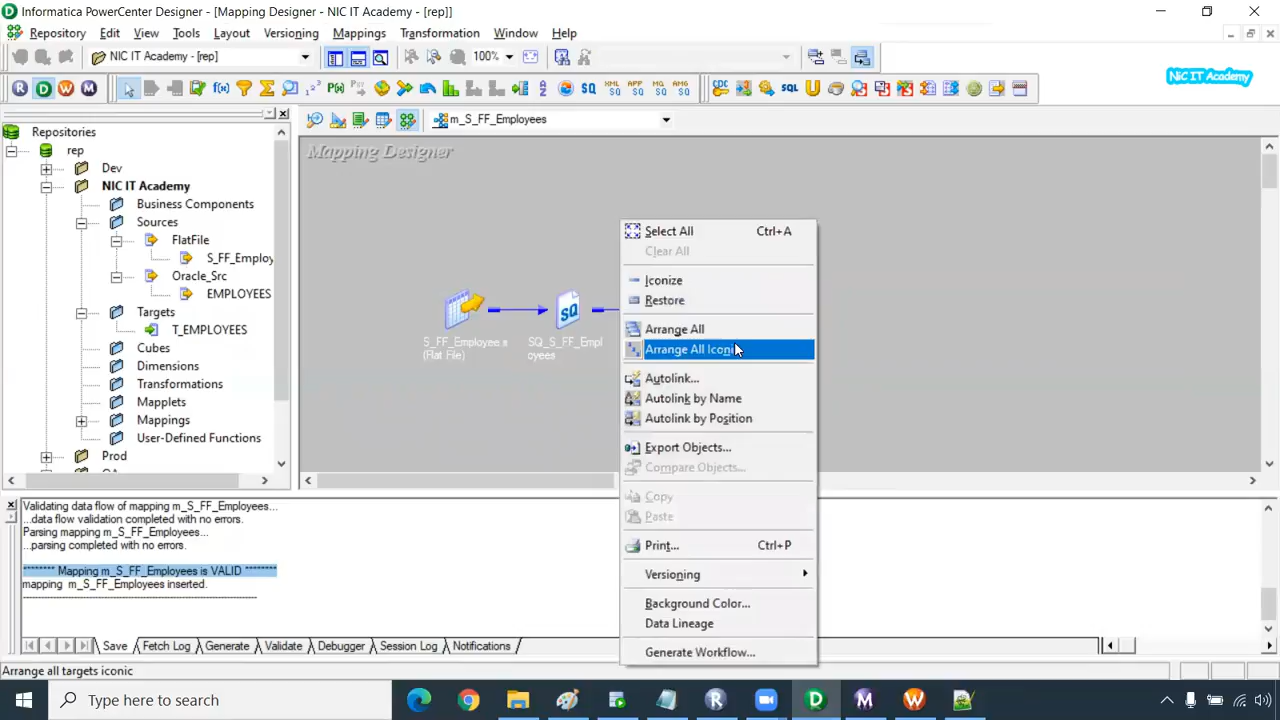 Informatica PowerCenter Designer - [Mapping Designer - NIC IT Academy - [rep]]
Repository Edit View Tools Layout Versioning Mappings Transformation Window Help
NIC IT Academy - [rep]
100%
NIC IT Academy
m_S_FF_Employees
Repositories
rep
Dev
NIC IT Academy
Business Components
Sources
FlatFile
S_FF_Employ
Oracle_Src
EMPLOYEES
Targets
T_EMPLOYEES
Cubes
Dimensions
Transformations
Mapplets
Mappings
User-Defined Functions
Prod
Mapping Designer
S_FF_Employee s
(Flat File)
SQ
SQ_S_FF_Empl
oyees
Select All Ctrl+A
Clear All
Iconize
Restore
Arrange All
Arrange All Iconi
Autolink...
Autolink by Name
Autolink by Position
Export Objects...
Compare Objects...
Copy
Paste
Print... Ctrl+P
Versioning
Background Color...
Data Lineage
Generate Workflow...
Validating data flow of mapping m_S_FF_Employees...
...data flow validation completed with no errors.
Parsing mapping m_S_FF_Employees...
...parsing completed with no errors.
******** Mapping m_S_FF_Employees is VALID ********
mapping m_S_FF_Employees inserted.
Save Fetch Log Generate Validate Debugger Session Log Notifications
Arrange all targets iconic
Type here to search